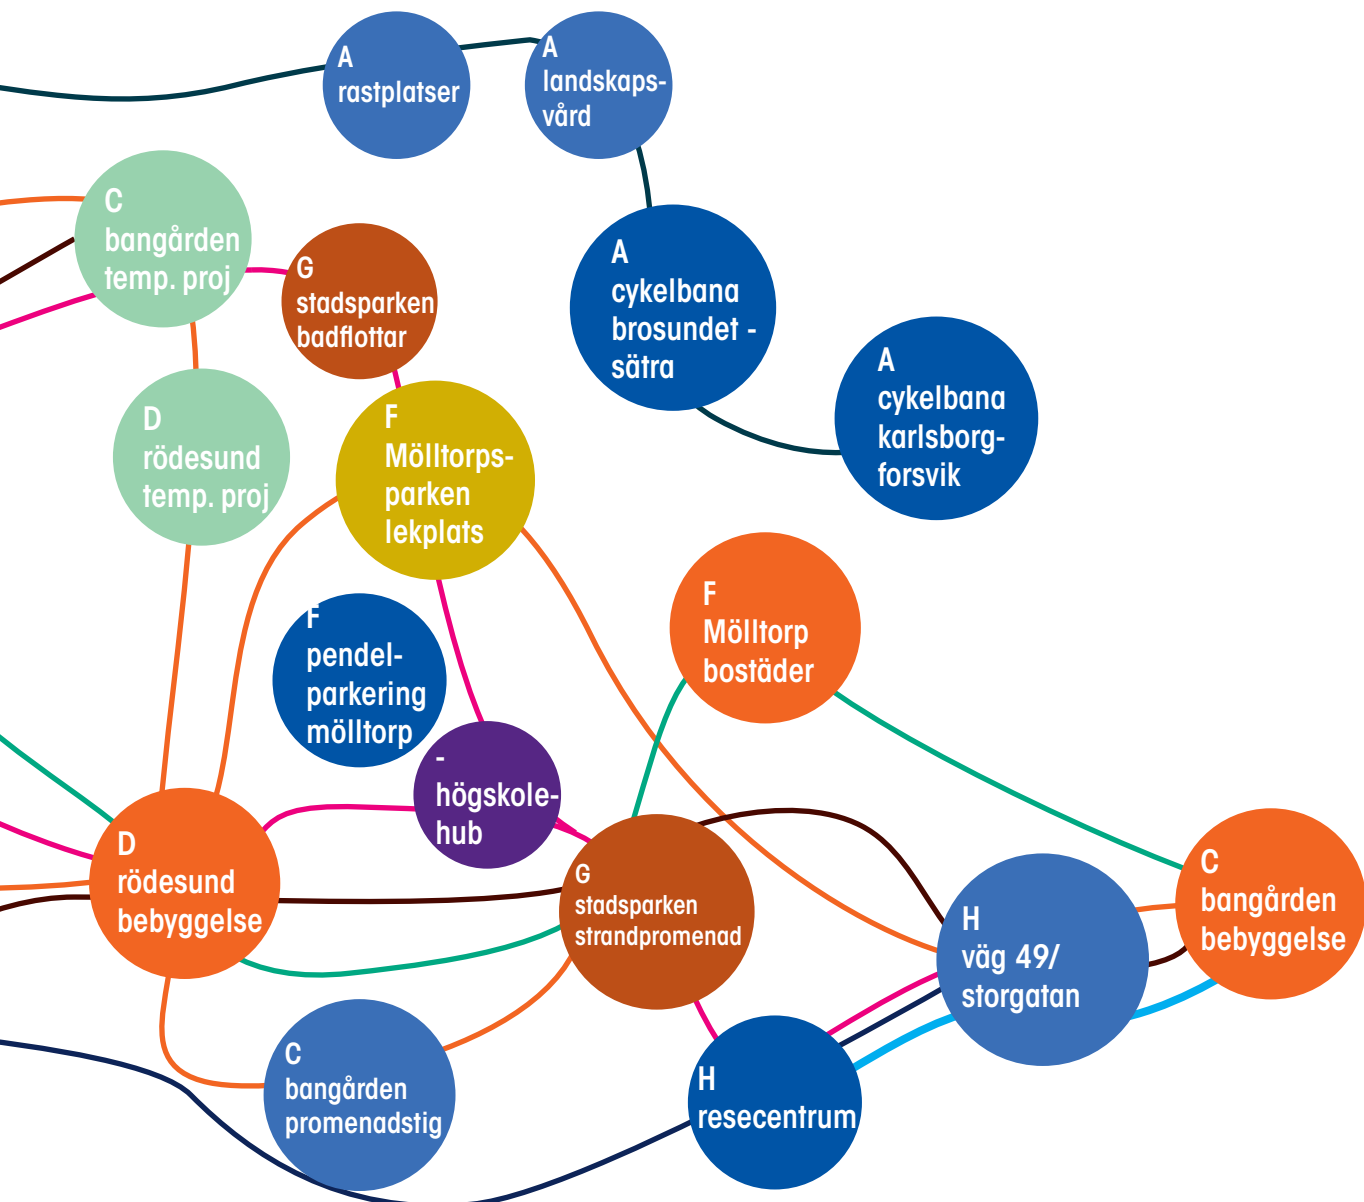 A
rastplatser
A
landskaps-
vård
C
bangården
temp. proj
G
stadsparken
badflottar
A
cykelbana
brosundet -
sätra
A
cykelbana
karlsborg-
forsvik
D
rödesund
temp. proj
F
Mölltorps-
parken
lekplats
F
pendel-
parkering
mölltorp
F
Mölltorp
bostäder
-
högskole-
hub
D
rödesund
bebyggelse
G
stadsparken
strandpromenad
H
väg 49/
storgatan
C
bangården
bebyggelse
C
bangården
promenadstig
H
resecentrum